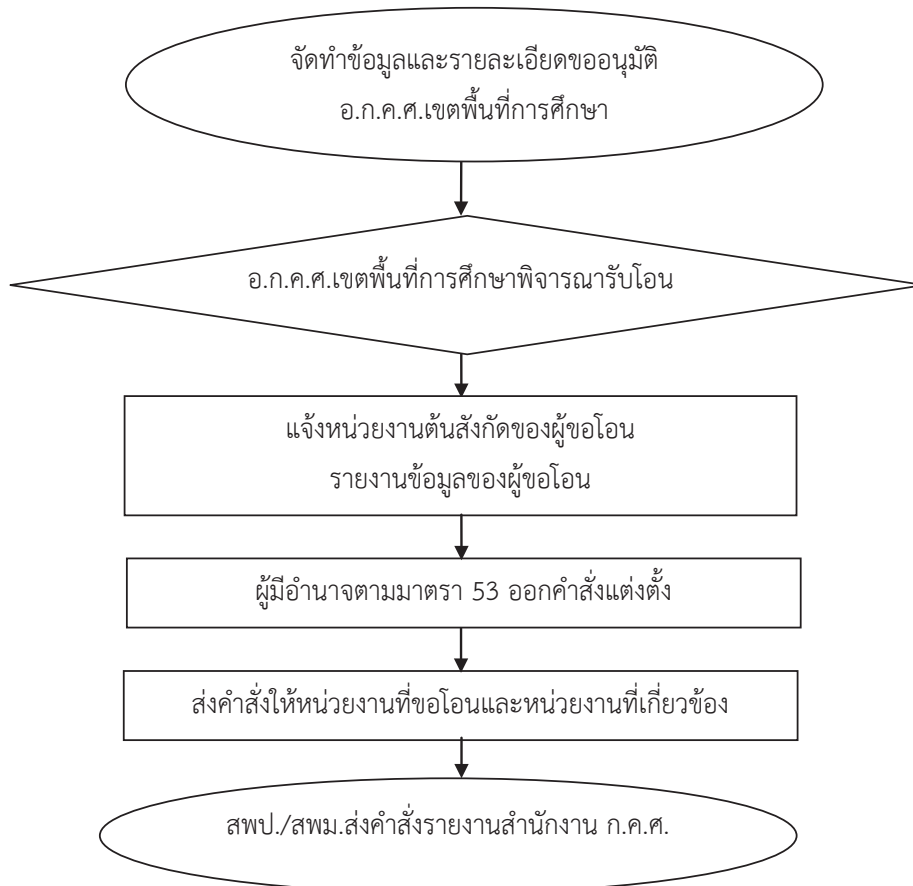 จัดทำข้อมูลและรายละเอียดขออนุมัติ
อ.ก.ค.ศ.เขตพื้นที่การศึกษา
อ.ก.ค.ศ.เขตพื้นที่การศึกษาพิจารณารับโอน
แจ้งหน่วยงานต้นสังกัดของผู้ขอโอน
รายงานข้อมูลของผู้ขอโอน
ผู้มีอำนาจตามมาตรา 53 ออกคำสั่งแต่งตั้ง
ส่งคำสั่งให้หน่วยงานที่ขอโอนและหน่วยงานที่เกี่ยวข้อง
สพป./สพม.ส่งคำสั่งรายงานสำนักงาน ก.ค.ศ.